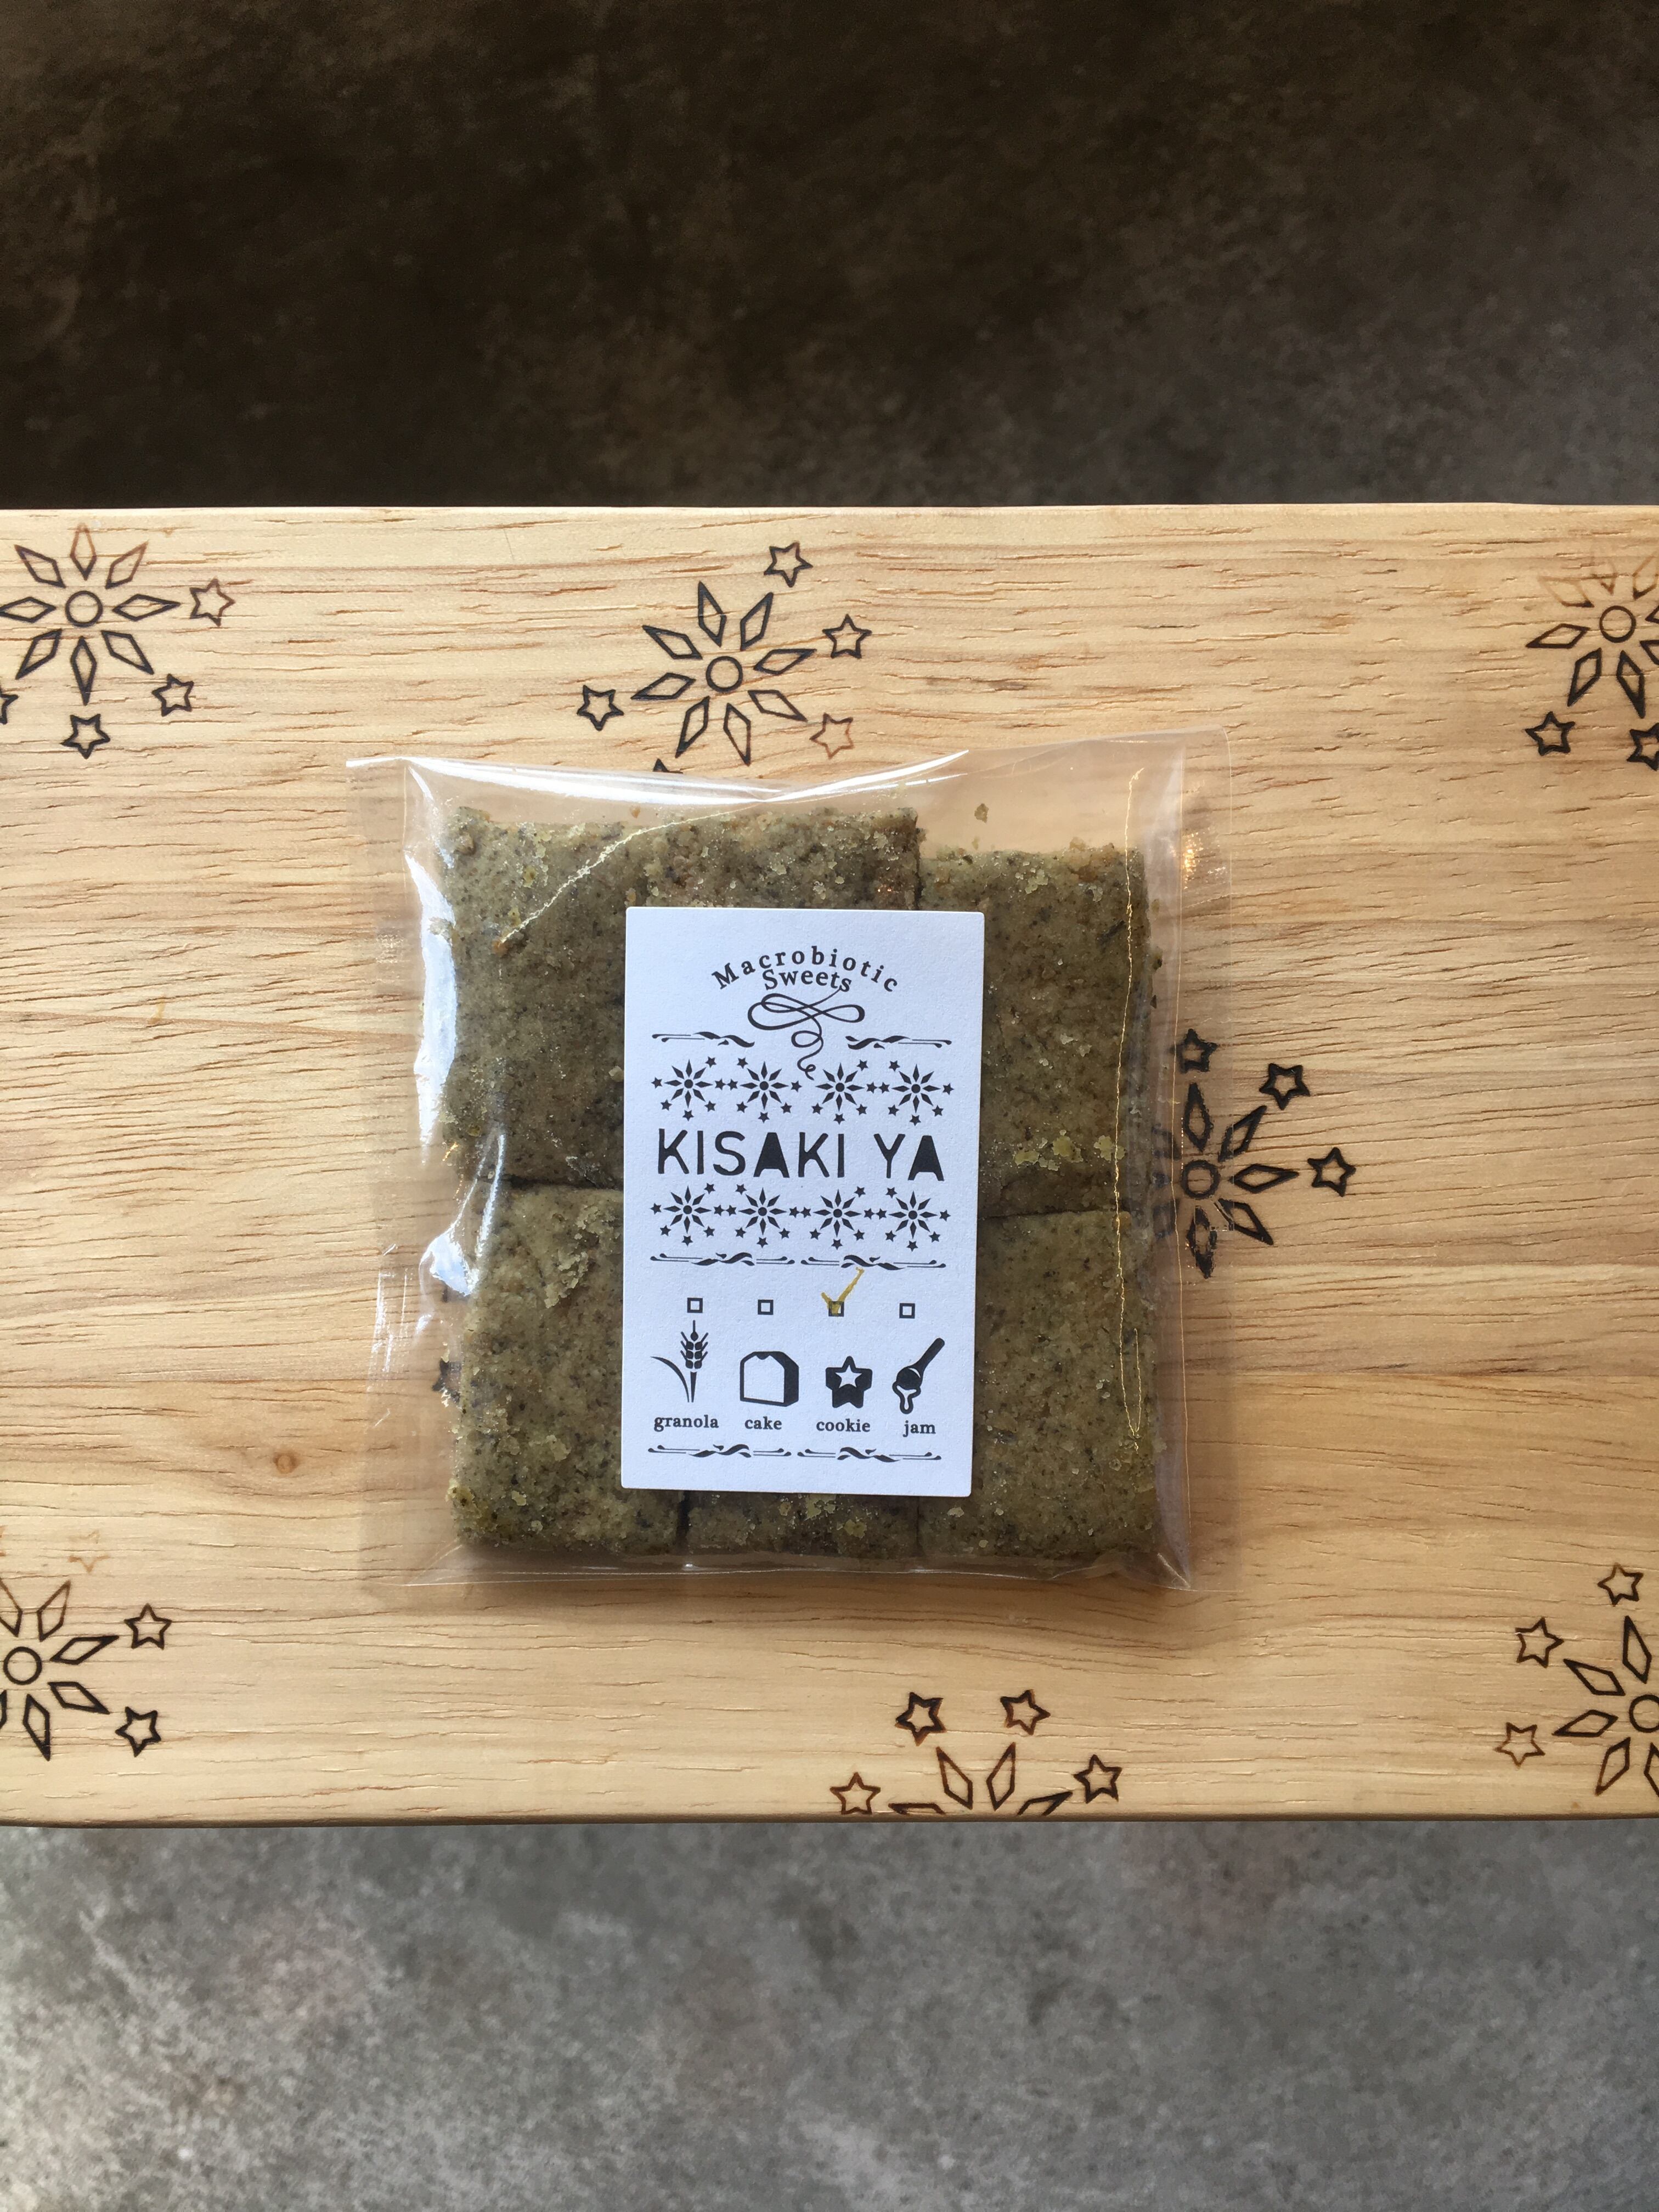 Macrobiotic
Sweets
KISAKI YA
granola cake cookie jam